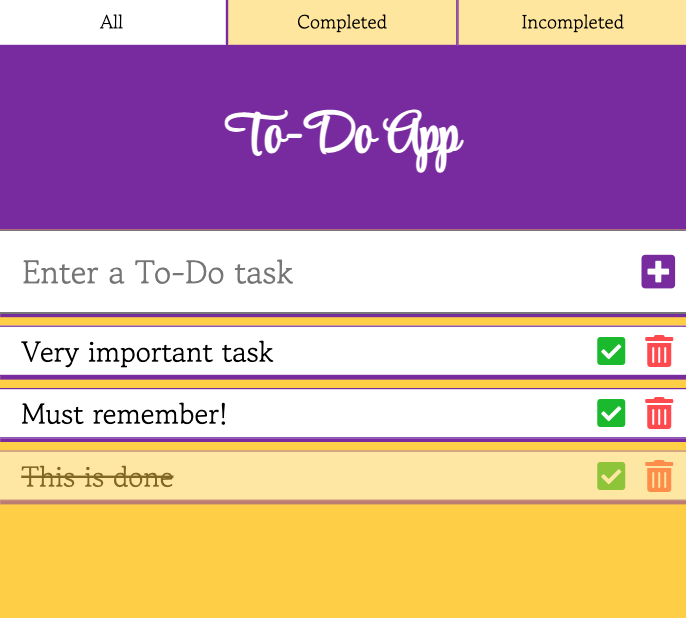 All
Completed
Incompleted
To-Do App
Enter a To-Do task
Very important task
Must remember!
This is done